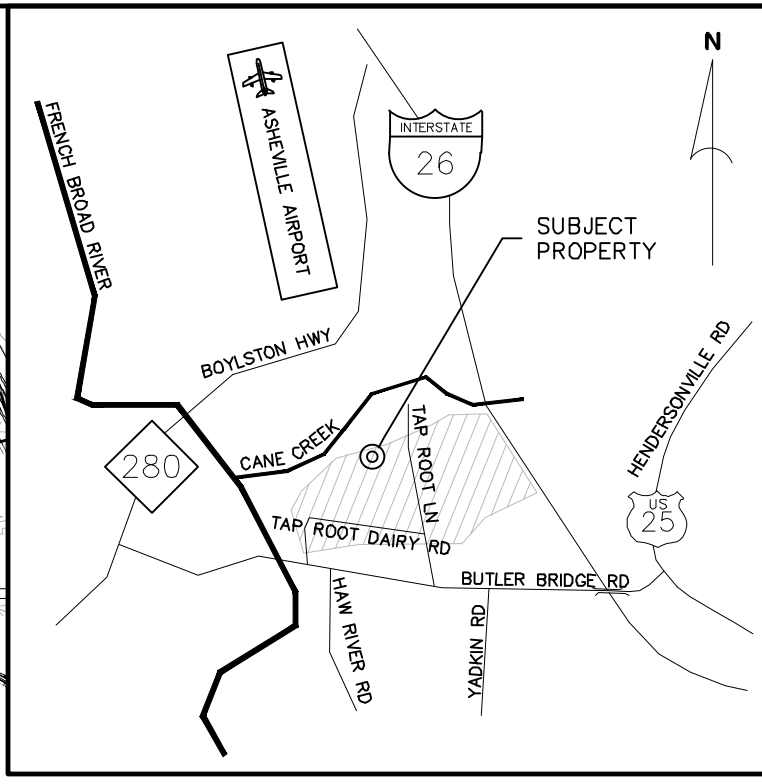 N
FRENCH BROAD RIVER
ASHEVILLE AIRPORT
INTERSTATE
26
SUBJECT
PROPERTY
BOYLSTON HWY
HENDERSONVILLE RD
CANE CREEK
TAP ROOT LN
280
US
25
TAP ROOT DAIRY RD
BUTLER BRIDGE RD
HAW RIVER RD
YADKIN RD